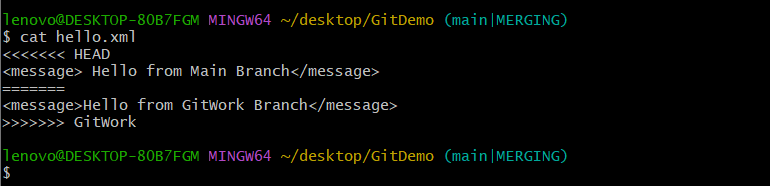 lenovo@DESKTOP-80B7FGM MINGW64 ~/desktop/GitDemo (main|MERGING)
$ cat hello.xml
<<<<<<< HEAD
<message> Hello from Main Branch</message>
=======
<message>Hello from GitWork Branch</message>
>>>>>>> GitWork
lenovo@DESKTOP-80B7FGM MINGW64 ~/desktop/GitDemo (main|MERGING)
$